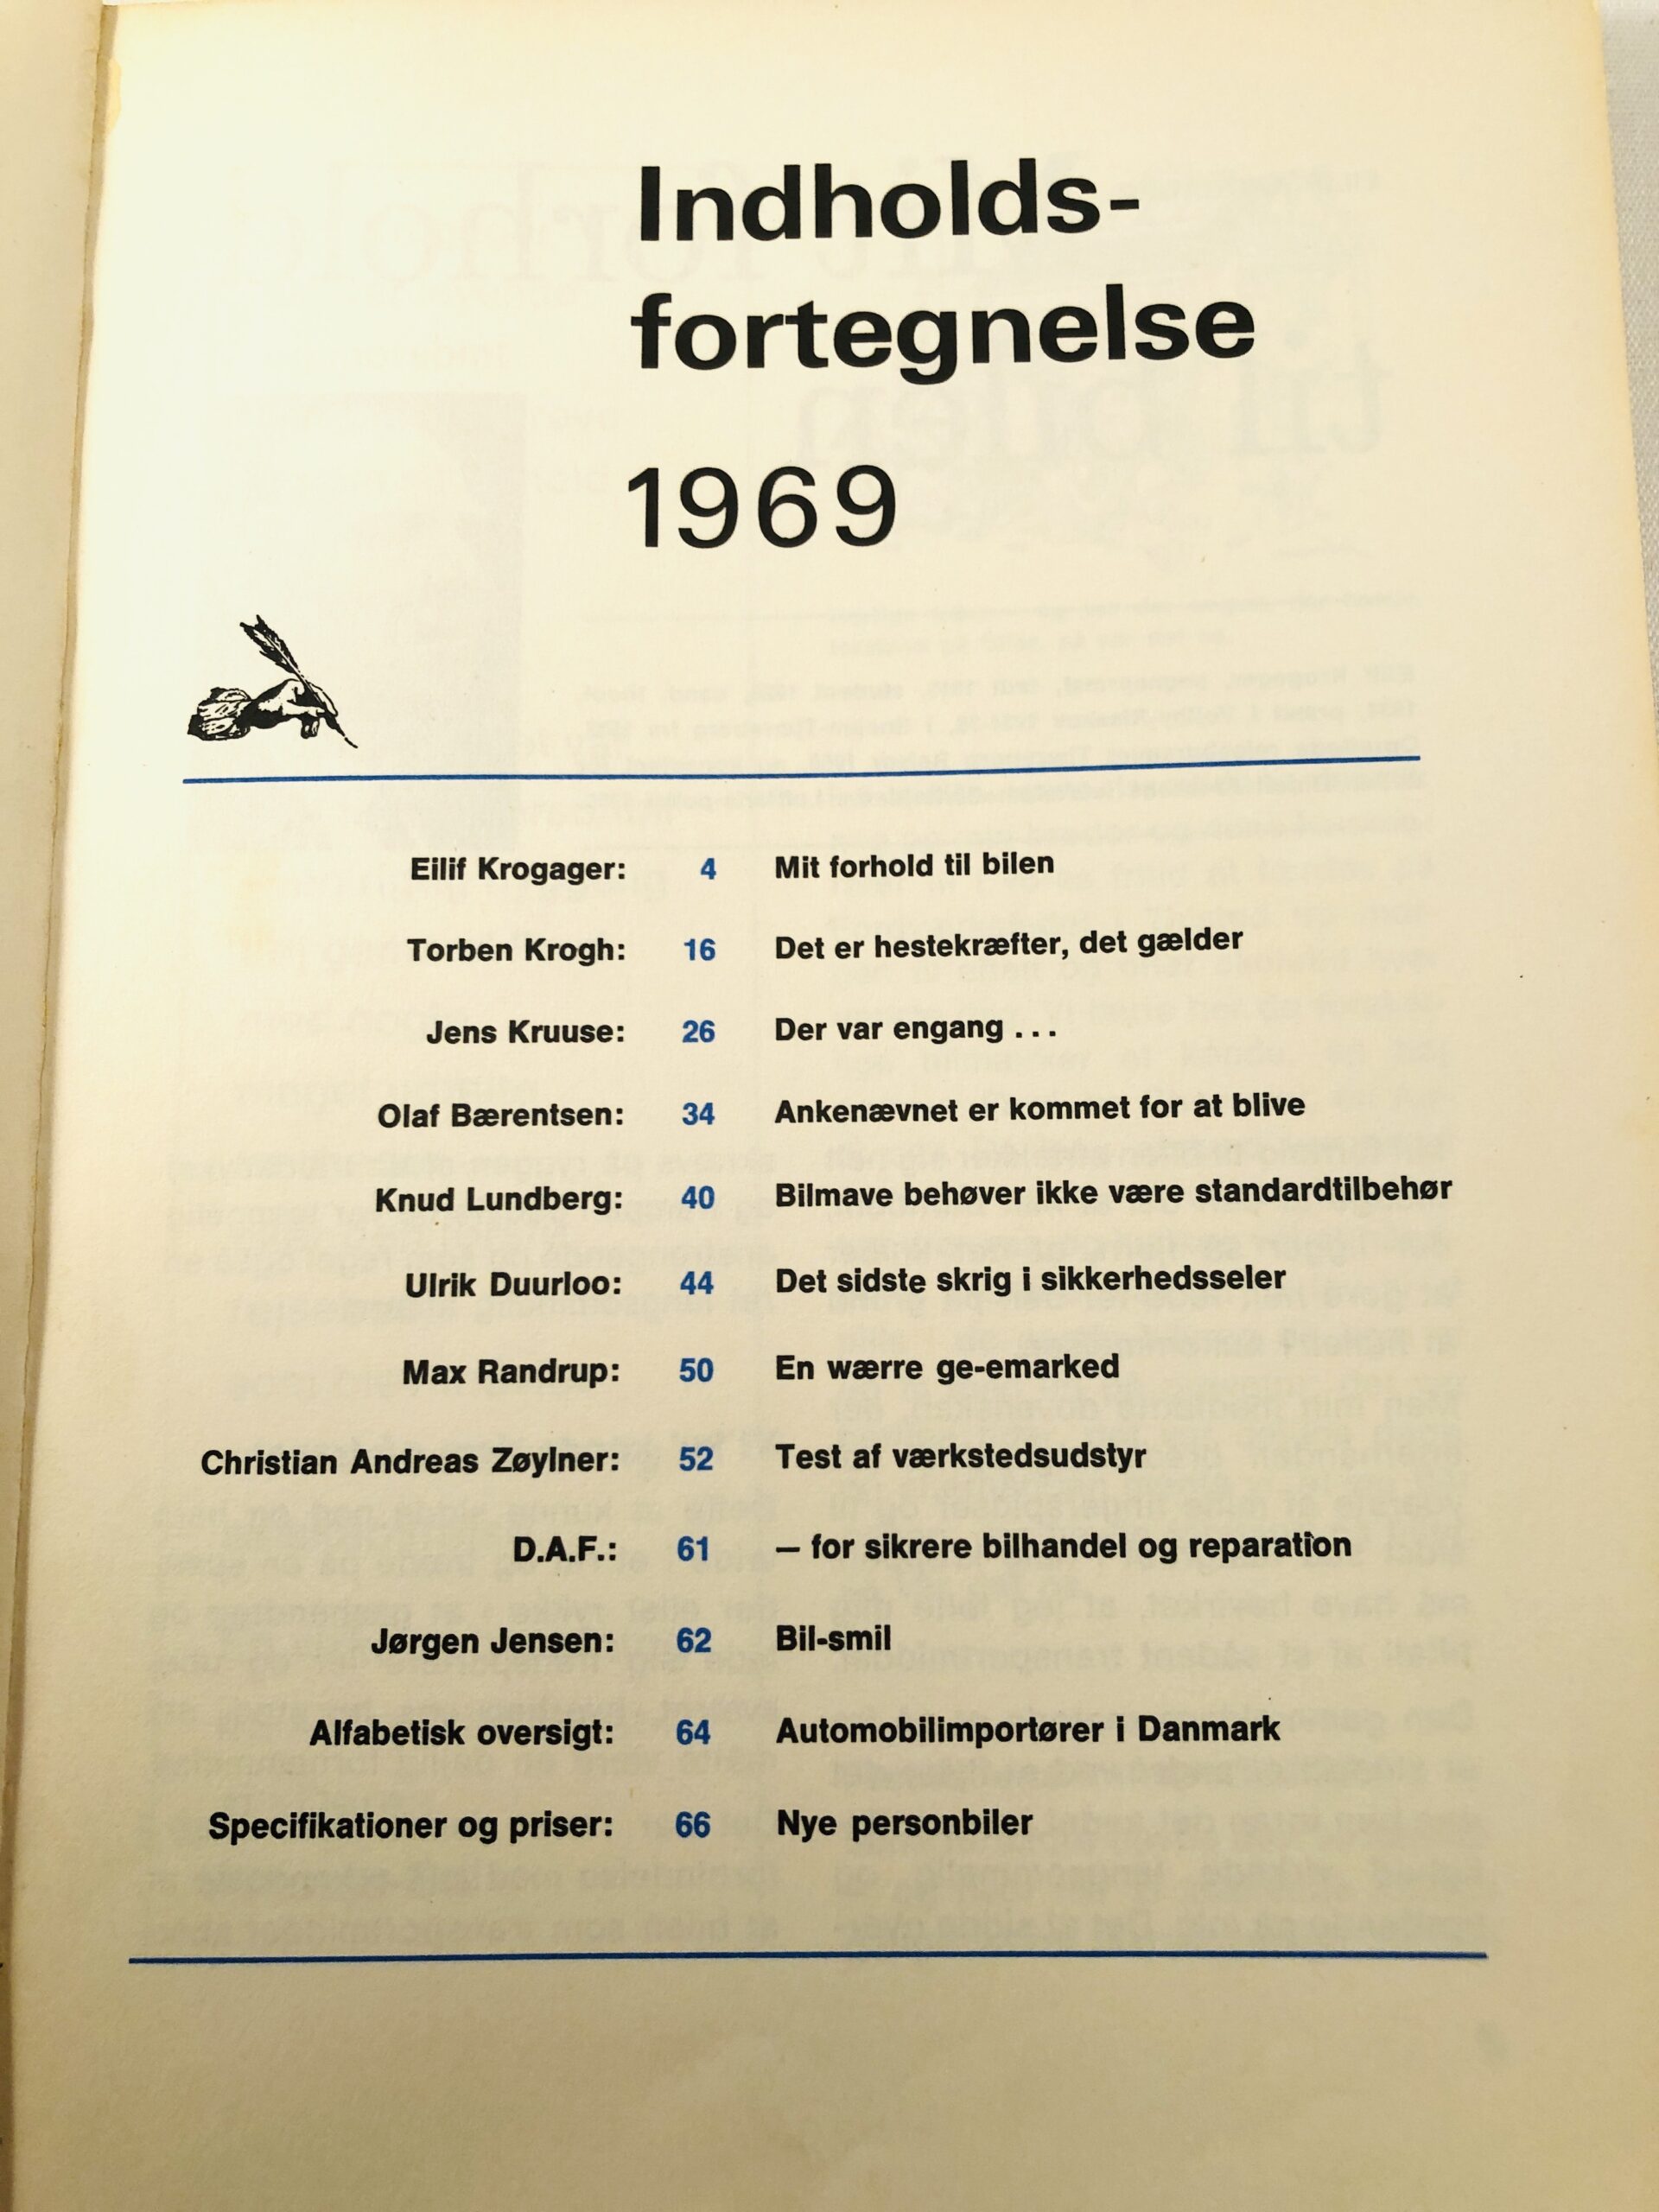 Indholds-
fortegnelse
1969
Eilif Krogager: 4 Mit forhold til bilen
Torben Krogh: 16 Det er hestekræfter, det gælder
Jens Kruuse: 26 Der var engang . . .
Olaf Bærentsen: 34 Ankenævnet er kommet for at blive
Knud Lundberg: 40 Bilmave behøver ikke være standardtilbehør
Ulrik Duurloo: 44 Det sidste skrig i sikkerhedsseler
Max Randrup: 50 En wærre ge-emarked
Christian Andreas Zøylner: 52 Test af værkstedsudstyr
D.A.F.: 61 – for sikrere bilhandel og reparation
Jørgen Jensen: 62 Bil-smil
Alfabetisk oversigt: 64 Automobilimportører i Danmark
Specifikationer og priser: 66 Nye personbiler